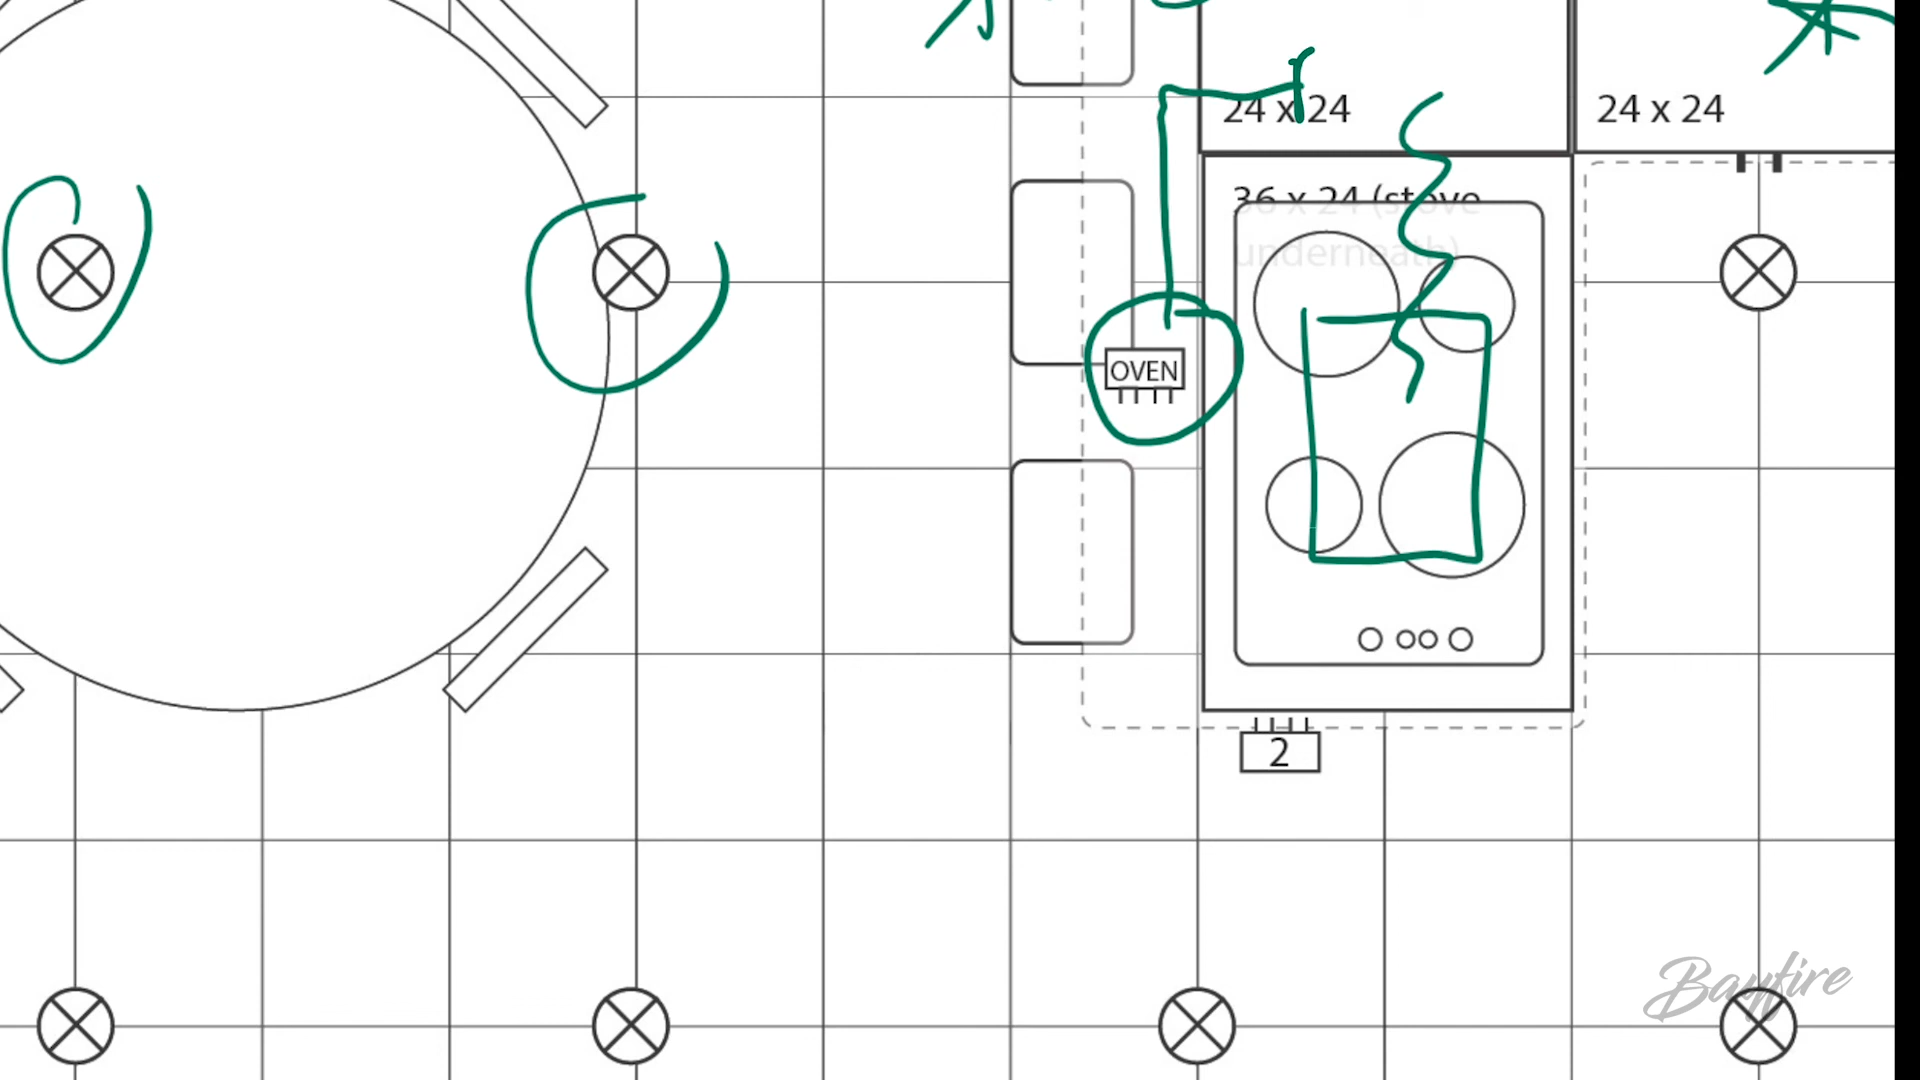 24 x 24
24 x 24
36 x 24 (stove
underneath)
OVEN
2
Bayfire